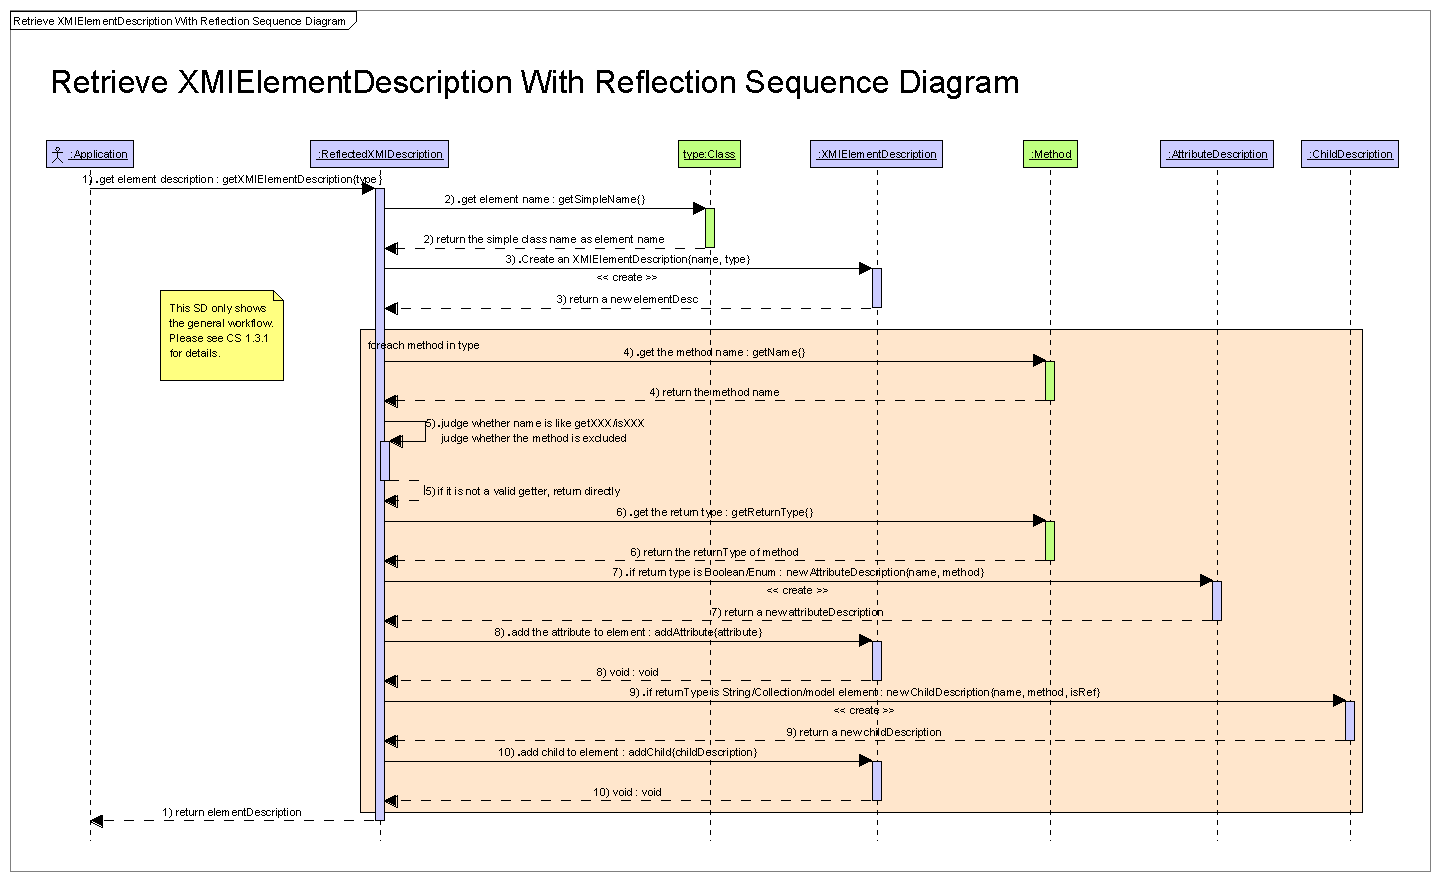 Retrieve XMIElementDescription With Reflection Sequence Diagram
Retrieve XMIElementDescription With Reflection Sequence Diagram
:Application
:ReflectedXMIDescription
type:Class
:XMIElementDescription
:Method
:AttributeDescription
:ChildDescription
1) .get element description : getXMIElementDescription{type}
2) .get element name : getSimpleName{}
2) return the simple class name as element name
3) .Create an XMIElementDescription{name, type}
<< create >>
3) return a new elementDesc
This SD only shows
the general workflow.
Please see CS 1.3.1
for details.
foreach method in type
4) .get the method name : getName{}
4) return the method name
5) .judge whether name is like getXXX/isXXX
judge whether the method is excluded
5) if it is not a valid getter, return directly
6) .get the return type : getReturnType{}
6) return the returnType of method
7) .if return type is Boolean/Enum : new AttributeDescription{name, method}
<< create >>
7) return a new attributeDescription
8) .add the attribute to element : addAttribute{attribute}
8) void : void
9) .if returnType is String/Collection/model element : new ChildDescription{name, method, isRef}
<< create >>
9) return a new childDescription
10) .add child to element : addChild{childDescription}
10) void : void
1) return elementDescription